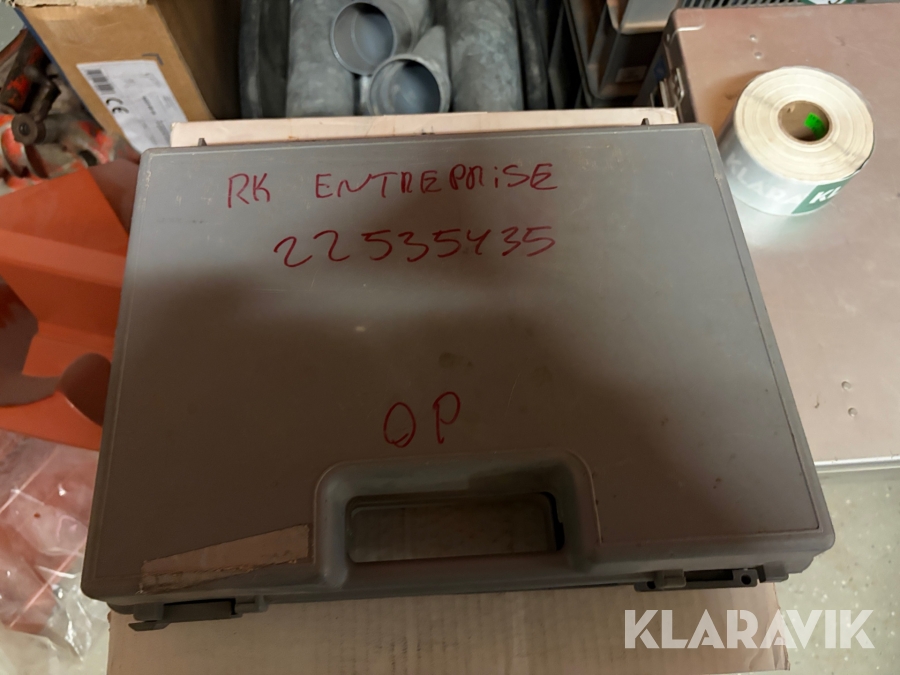 RK ENTREPRISE
22535435
OP
KLARAVIK